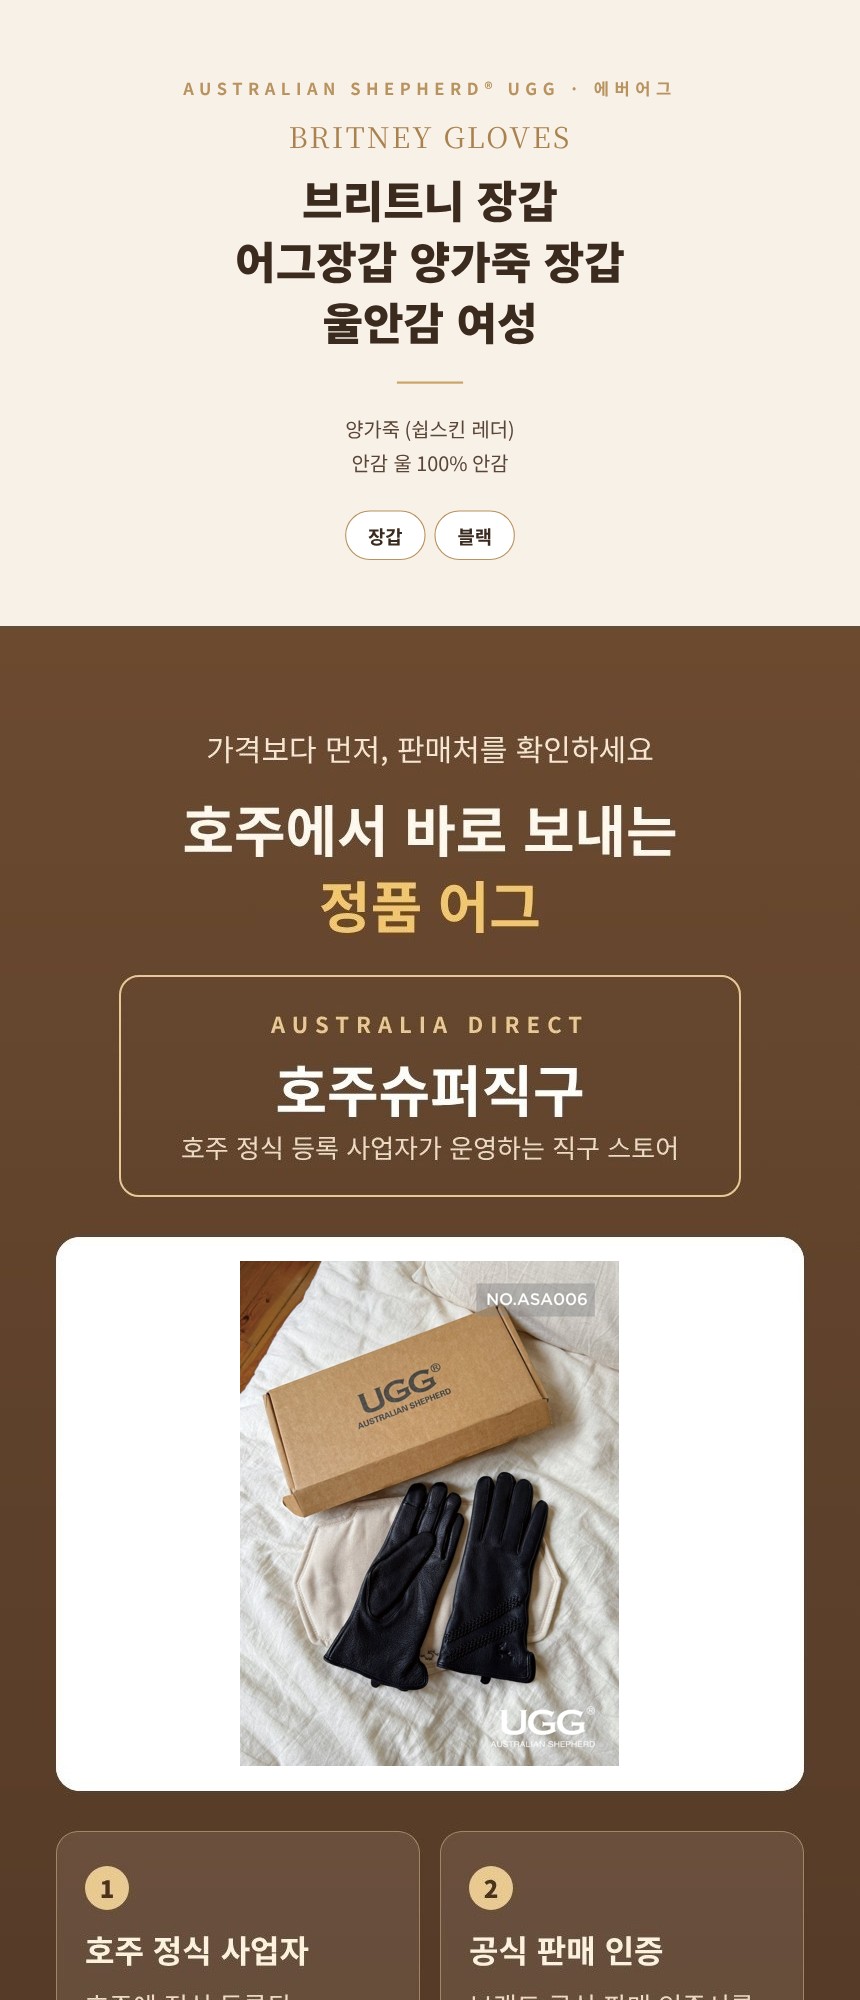 AUSTRALIAN SHEPHERD® UGG · 에버어그
BRITNEY GLOVES
브리트니 장갑
어그장갑 양가죽 장갑
울안감 여성
양가죽 (쉽스킨 레더)
안감 울 100% 안감
장갑 블랙
가격보다 먼저, 판매처를 확인하세요
호주에서 바로 보내는
정품 어그
AUSTRALIA DIRECT
호주슈퍼직구
호주 정식 등록 사업자가 운영하는 직구 스토어
NO.ASA006
UGG®
AUSTRALIAN SHEPHERD
UGG®
AUSTRALIAN SHEPHERD
1
호주 정식 사업자
2
공식 판매 인증